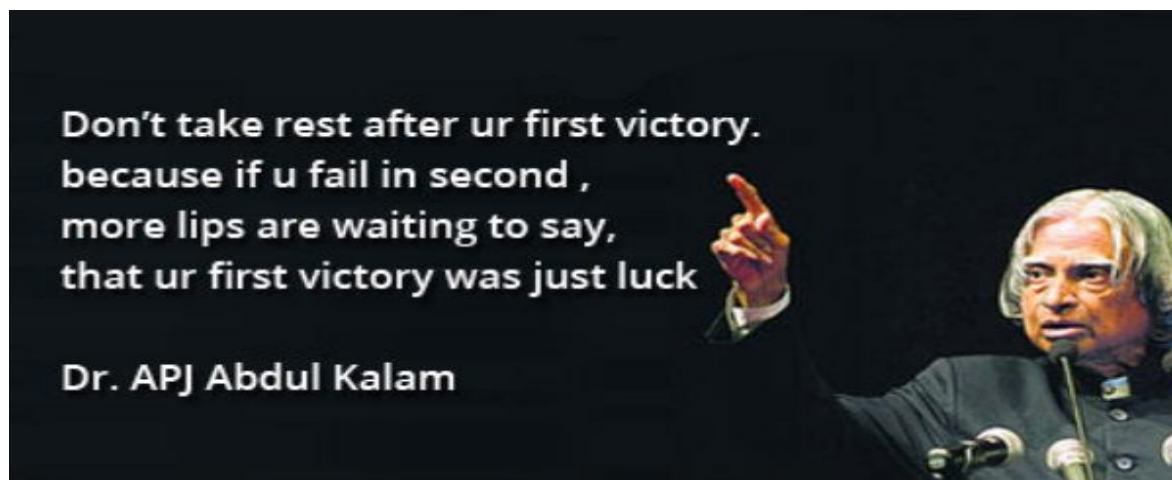 Don't take rest after ur first victory.
because if u fail in second ,
more lips are waiting to say,
that ur first victory was just luck
Dr. APJ Abdul Kalam